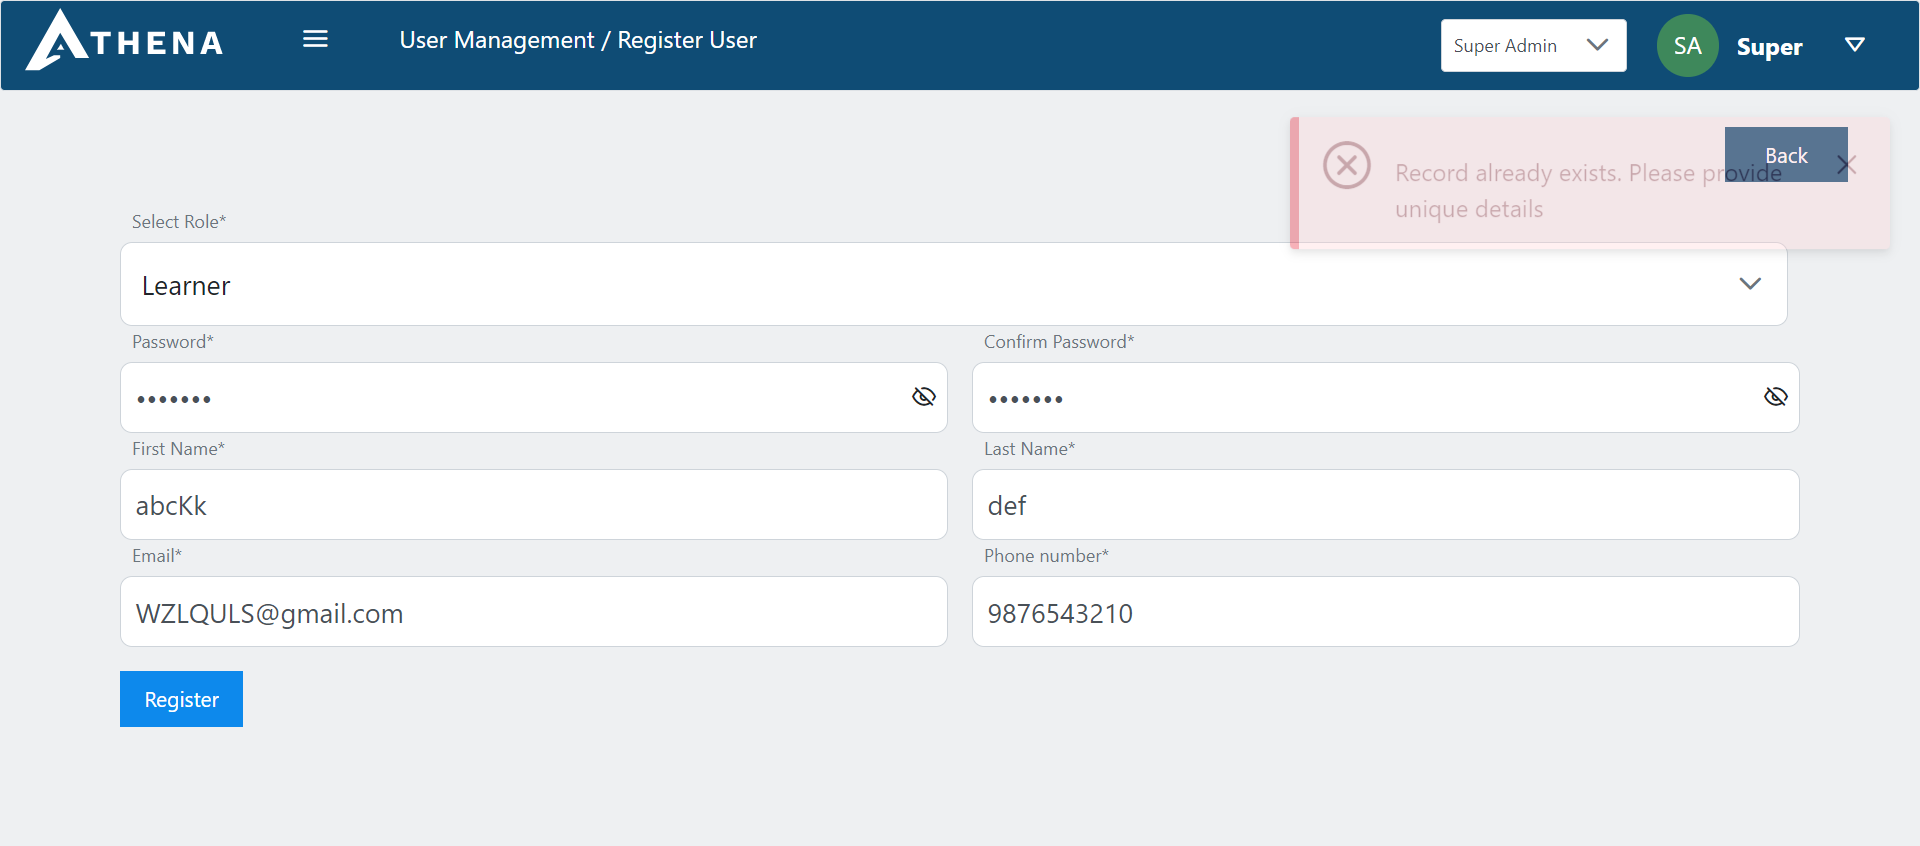 ATHENA
User Management / Register User
Super Admin
SA
Super
Back
Record already exists. Please provide
unique details
Select Role*
Learner
Password*
Confirm Password*
•••••••
•••••••
First Name*
Last Name*
abcKk
def
Email*
Phone number*
WZLQULS@gmail.com
9876543210
Register